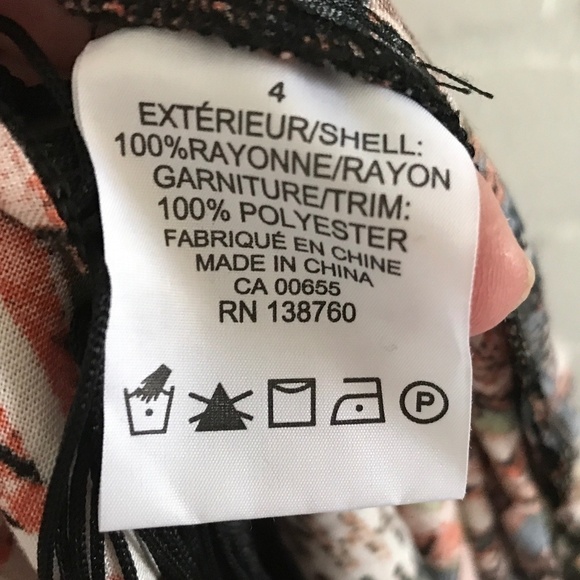 4
EXTÉRIEUR/SHELL:
100%RAYONNE/RAYON
GARNITURE/TRIM:
100% POLYESTER
FABRIQUÉ EN CHINE
MADE IN CHINA
CA 00655
RN 138760
P